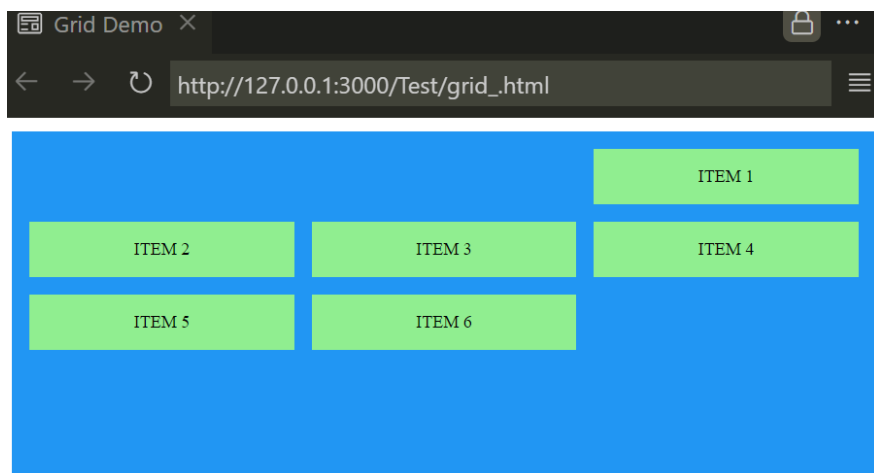 Grid Demo
http://127.0.0.1:3000/Test/grid_.html
ITEM 1
ITEM 2 ITEM 3 ITEM 4
ITEM 5 ITEM 6